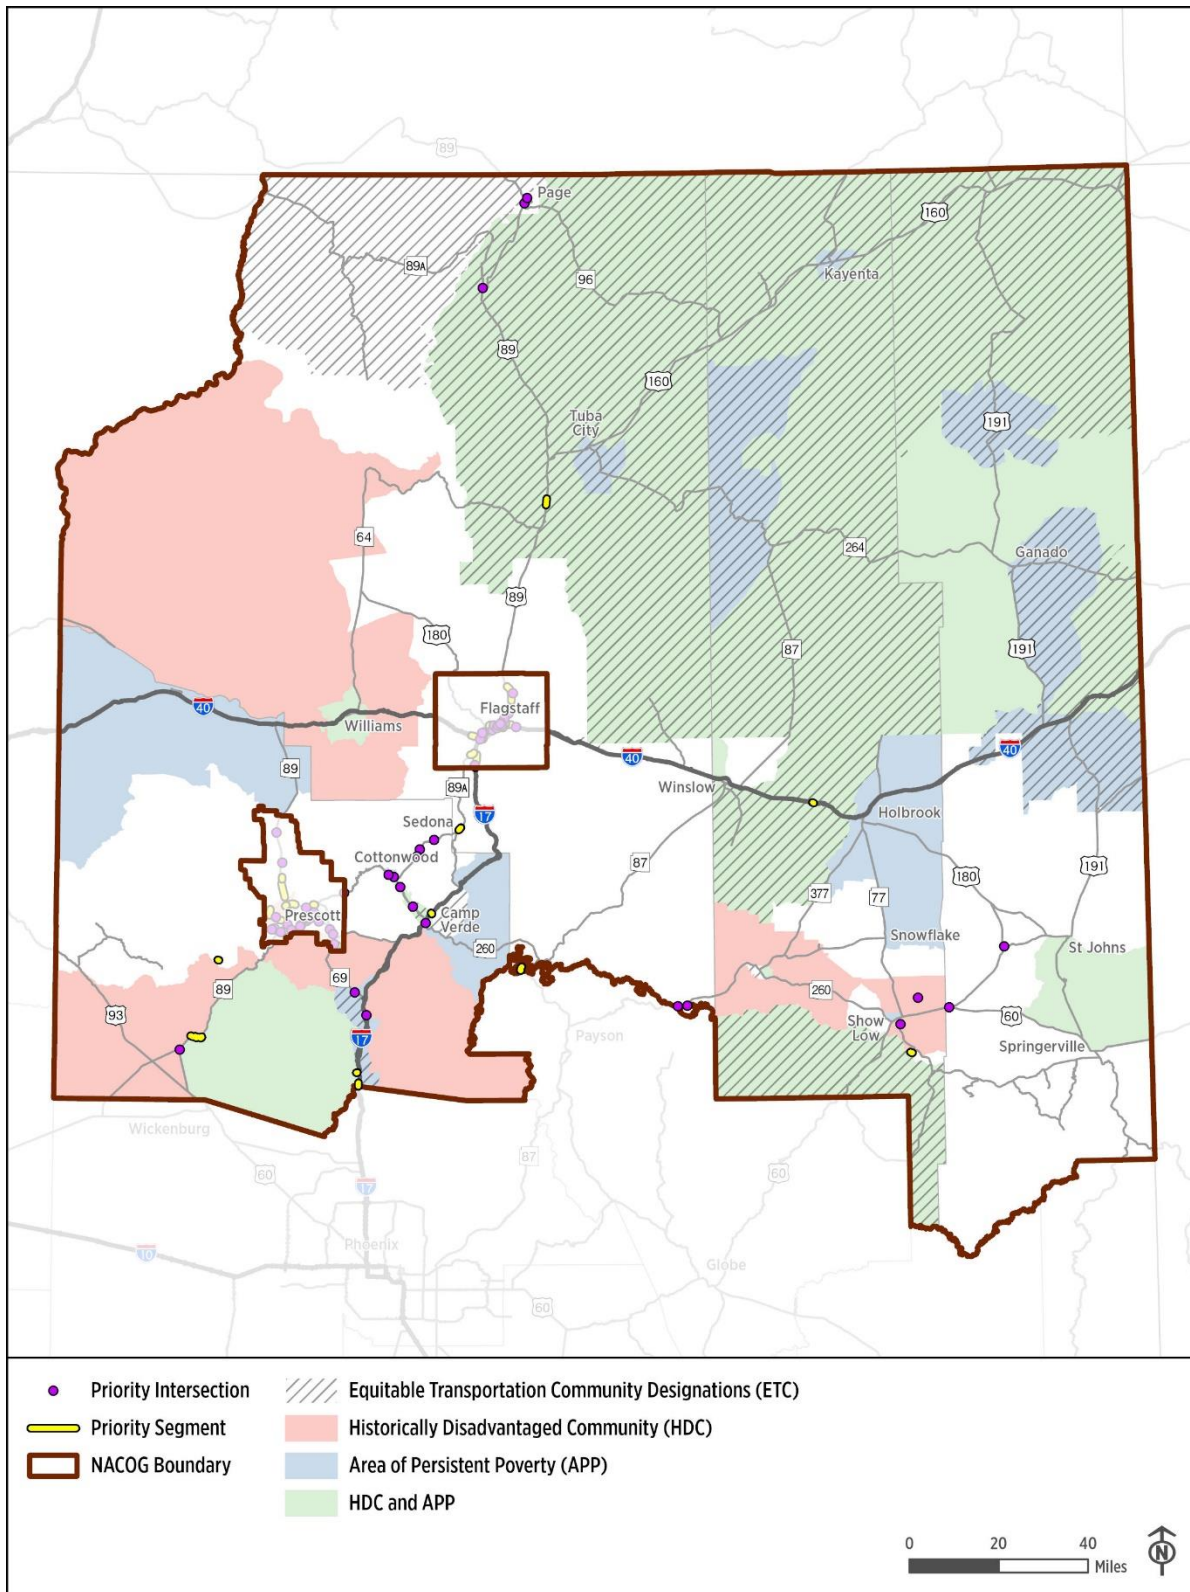 89
Page
160
89A
96
Kayenta
89
160
Tuba
City
191
64
264
Ganado
89
180
87
191
40
Flagstaff
Williams
40
40
89
Winslow
89A
17
Holbrook
Sedona
Cottonwood
87
191
180
377
77
Prescott
Camp
Verde
260
Snowflake
St Johns
69
89
260
93
60
Show
Low
17
Payson
Springerville
Wickenburg
87
60
60
17
Phoenix
10
Globe
60
Priority Intersection
Priority Segment
NACOG Boundary
Equitable Transportation Community Designations (ETC)
Historically Disadvantaged Community (HDC)
Area of Persistent Poverty (APP)
HDC and APP
0 20 40
Miles
N